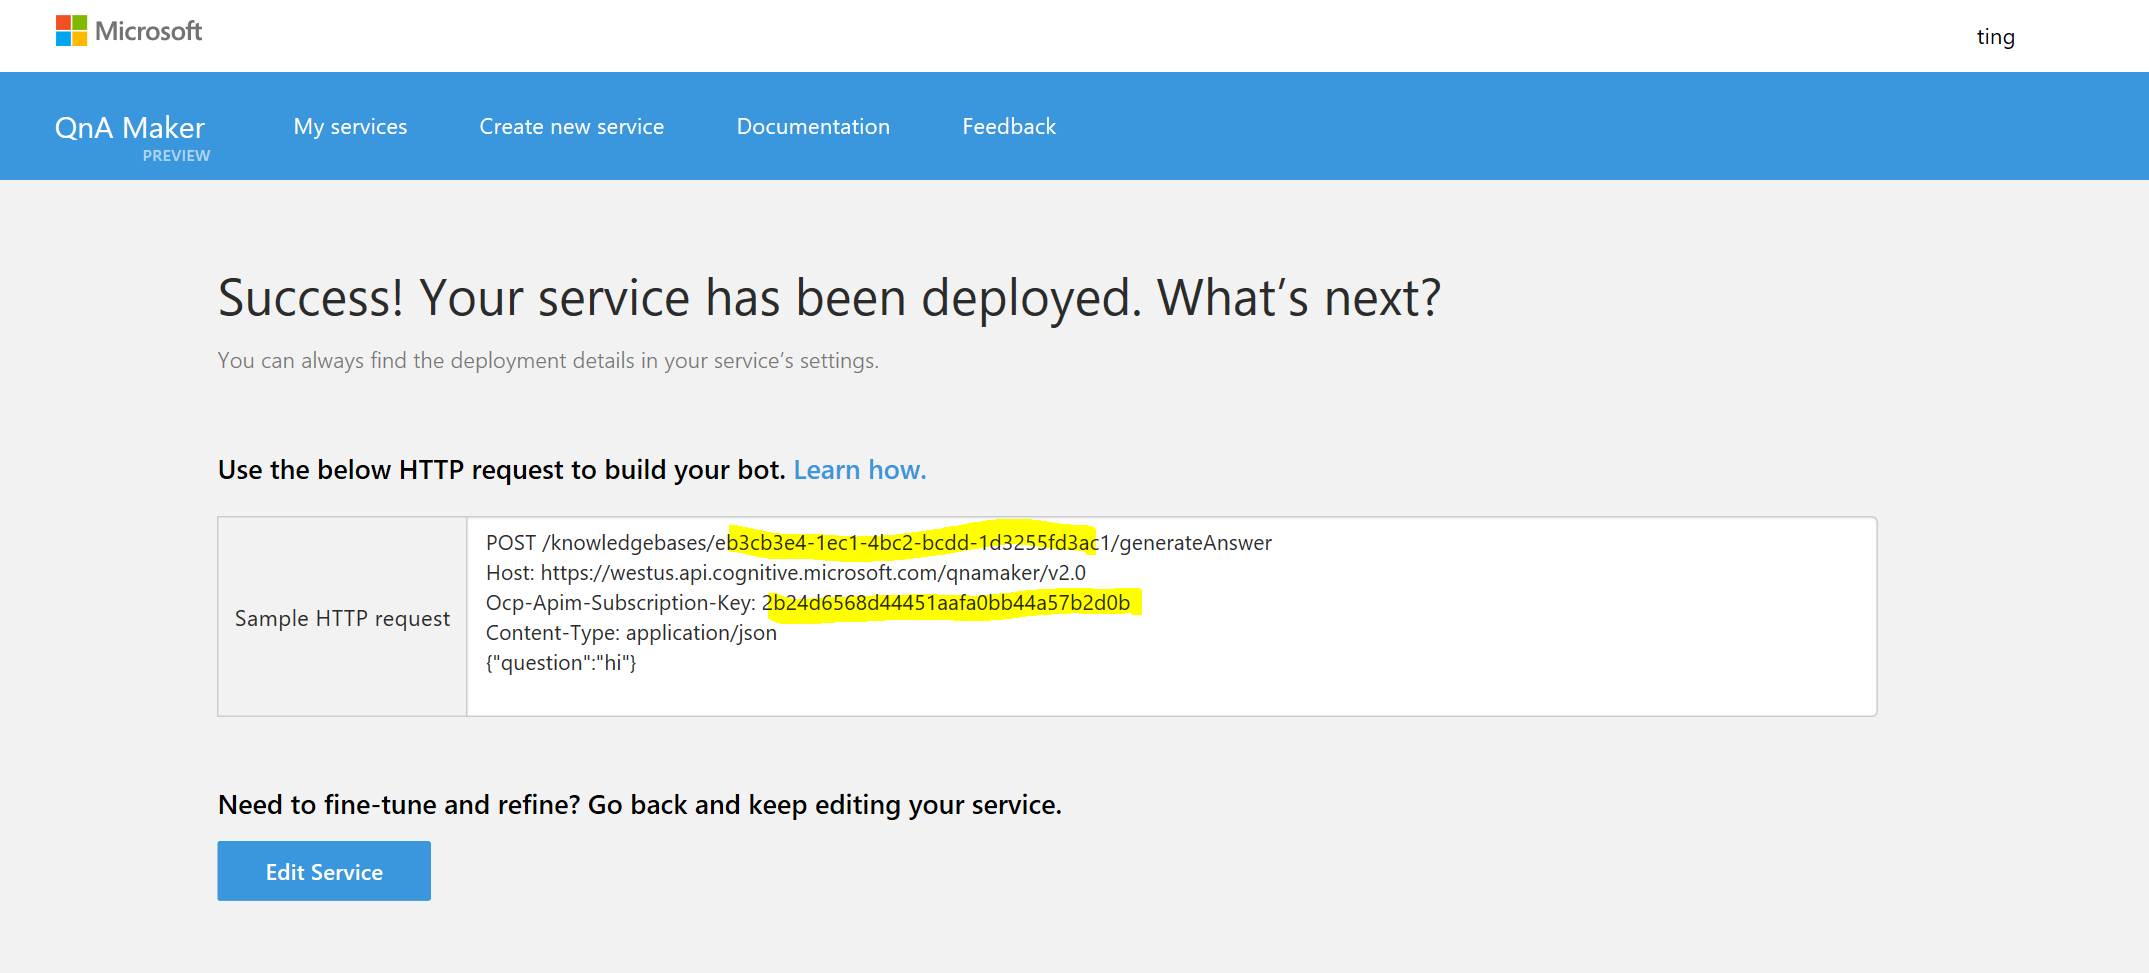 Microsoft
ting
QnA Maker
PREVIEW
My services
Create new service
Documentation
Feedback
Success! Your service has been deployed. What’s next?
You can always find the deployment details in your service’s settings.
Use the below HTTP request to build your bot. Learn how.
Sample HTTP request
POST /knowledgebases/eb3cb3e4-1ec1-4bc2-bcdd-1d3255fd3ac1/generateAnswer
Host: https://westus.api.cognitive.microsoft.com/qnamaker/v2.0
Ocp-Apim-Subscription-Key: 2b24d6568d44451aafa0bb44a57b2d0b
Content-Type: application/json
{"question":"hi"}
Need to fine-tune and refine? Go back and keep editing your service.
Edit Service